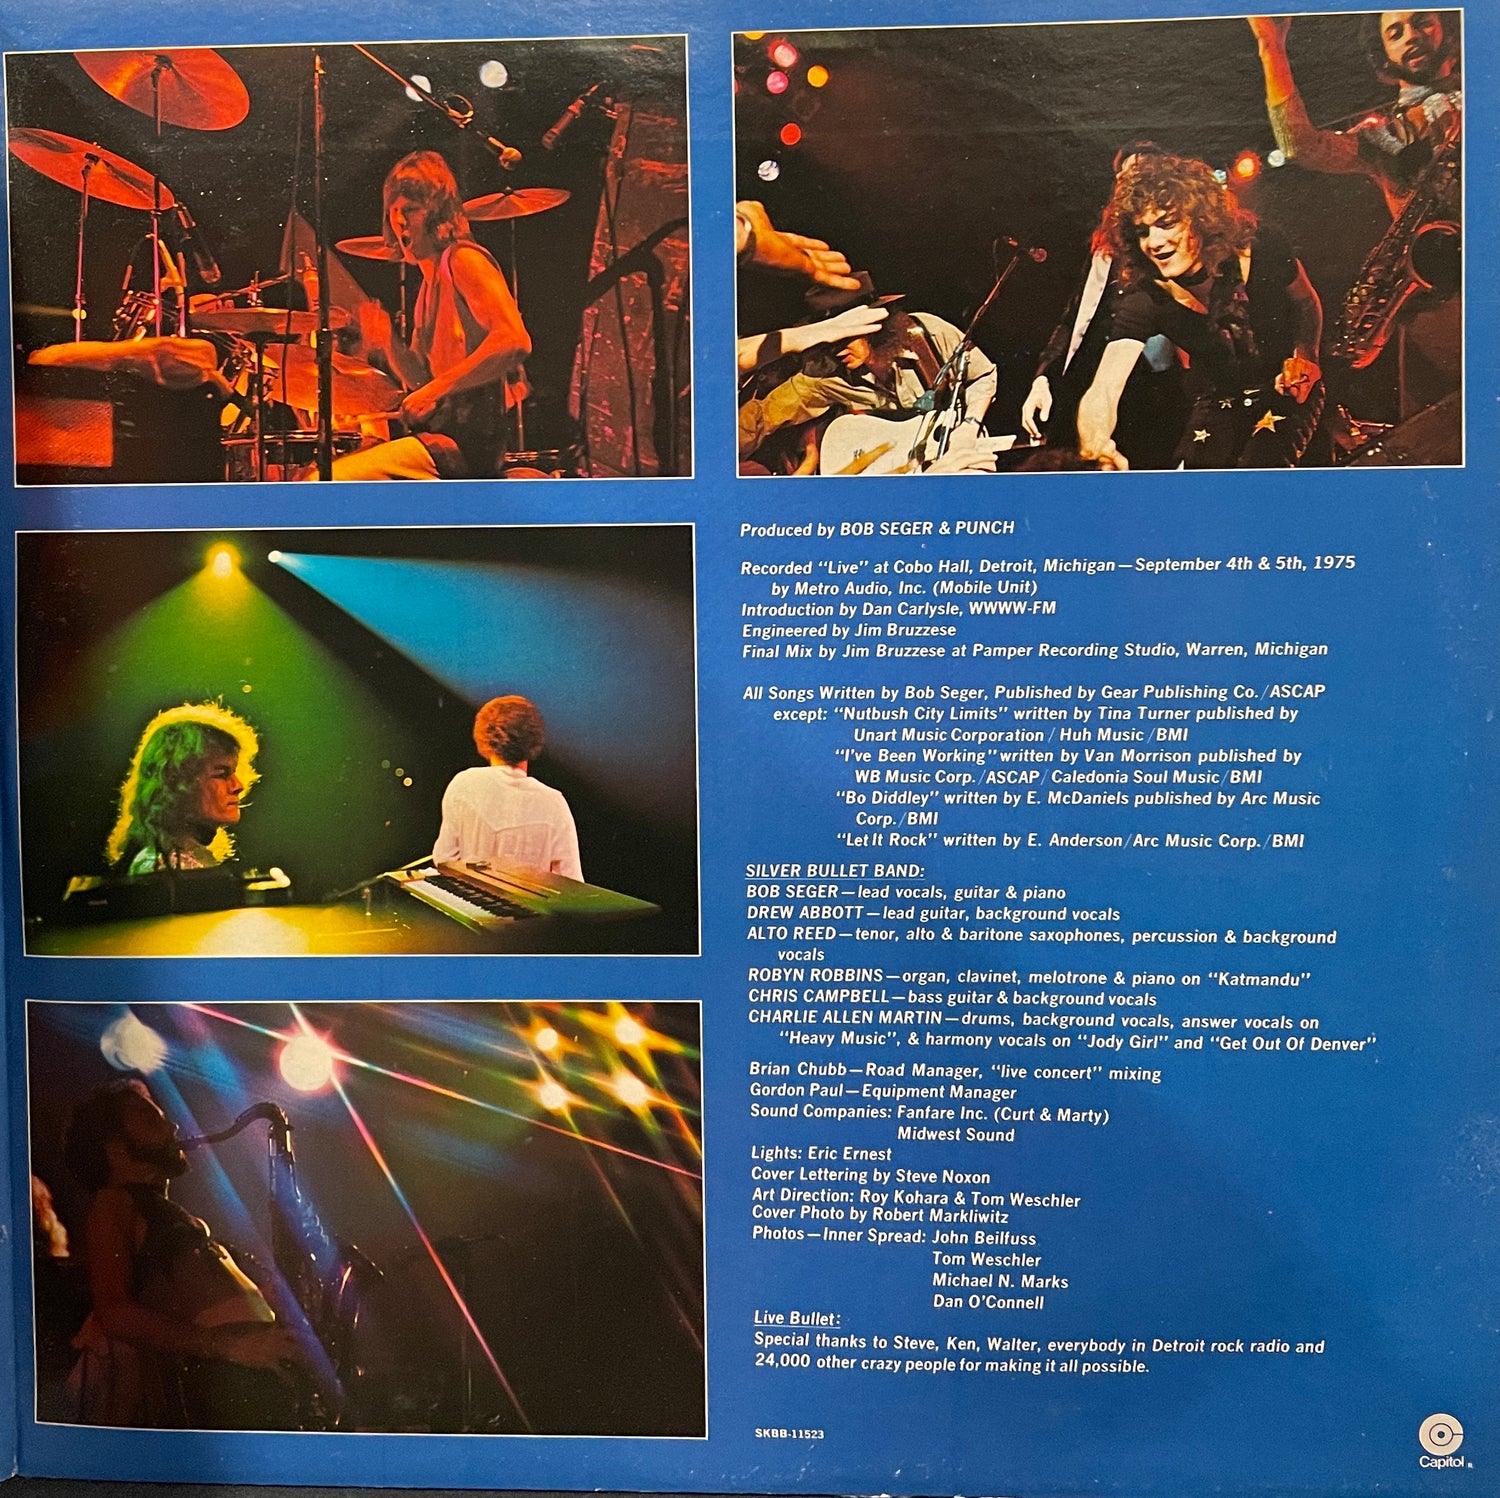 Produced by BOB SEGER & PUNCH
Recorded "Live" at Cobo Hall, Detroit, Michigan—September 4th & 5th, 1975
by Metro Audio, Inc. (Mobile Unit)
Introduction by Dan Carlysle, WWWW-FM
Engineered by Jim Bruzzese
Final Mix by Jim Bruzzese at Pamper Recording Studio, Warren, Michigan
All Songs Written by Bob Seger, Published by Gear Publishing Co./ASCAP
except: "Nutbush City Limits" written by Tina Turner published by
Unart Music Corporation / Huh Music /BMI
"I've Been Working" written by Van Morrison published by
WB Music Corp./ASCAP/Caledonia Soul Music/BMI
"Bo Diddley" written by E. McDaniels published by Arc Music
Corp./BMI
"Let It Rock" written by E. Anderson/Arc Music Corp./BMI
SILVER BULLET BAND:
BOB SEGER—lead vocals, guitar & piano
DREW ABBOTT—lead guitar, background vocals
ALTO REED—tenor, alto & baritone saxophones, percussion & background
vocals
ROBYN ROBBINS—organ, clavinet, melotrone & piano on "Katmandu"
CHRIS CAMPBELL—bass guitar & background vocals
CHARLIE ALLEN MARTIN—drums, background vocals, answer vocals on
"Heavy Music", & harmony vocals on "Jody Girl" and "Get Out Of Denver"
Brian Chubb—Road Manager, "live concert" mixing
Gordon Paul—Equipment Manager
Sound Companies: Fanfare Inc. (Curt & Marty)
Midwest Sound
Lights: Eric Ernest
Cover Lettering by Steve Noxon
Art Direction: Roy Kohara & Tom Weschler
Cover Photo by Robert Markliwitz
Photos—Inner Spread: John Beilfuss
Tom Weschler
Michael N. Marks
Dan O'Connell
Live Bullet:
Special thanks to Steve, Ken, Walter, everybody in Detroit rock radio and
24,000 other crazy people for making it all possible.
SKBB-11523
Capitol